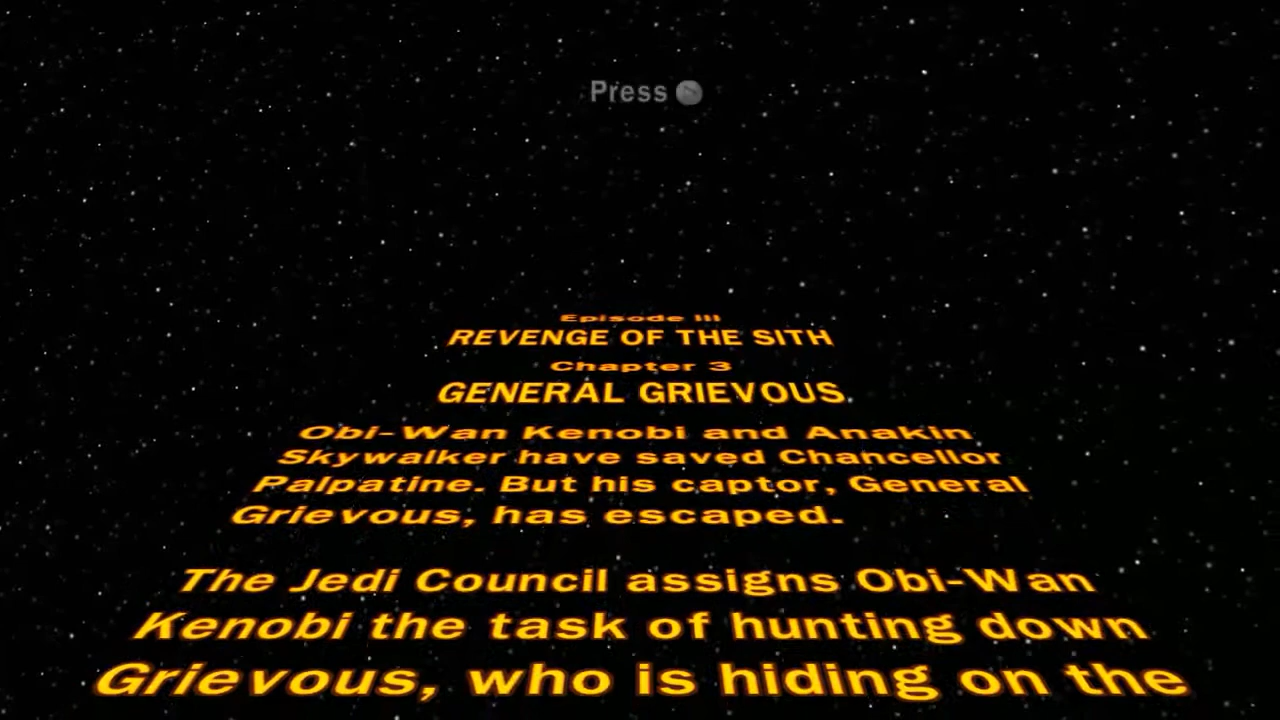 Press
Episode III
REVENGE OF THE SITH
Chapter 3
GENERAL GRIEVOUS
Obi-Wan Kenobi and Anakin
Skywalker have saved Chancellor
Palpatine. But his captor, General
Grievous, has escaped.
The Jedi Council assigns Obi-Wan
Kenobi the task of hunting down
Grievous, who is hiding on the